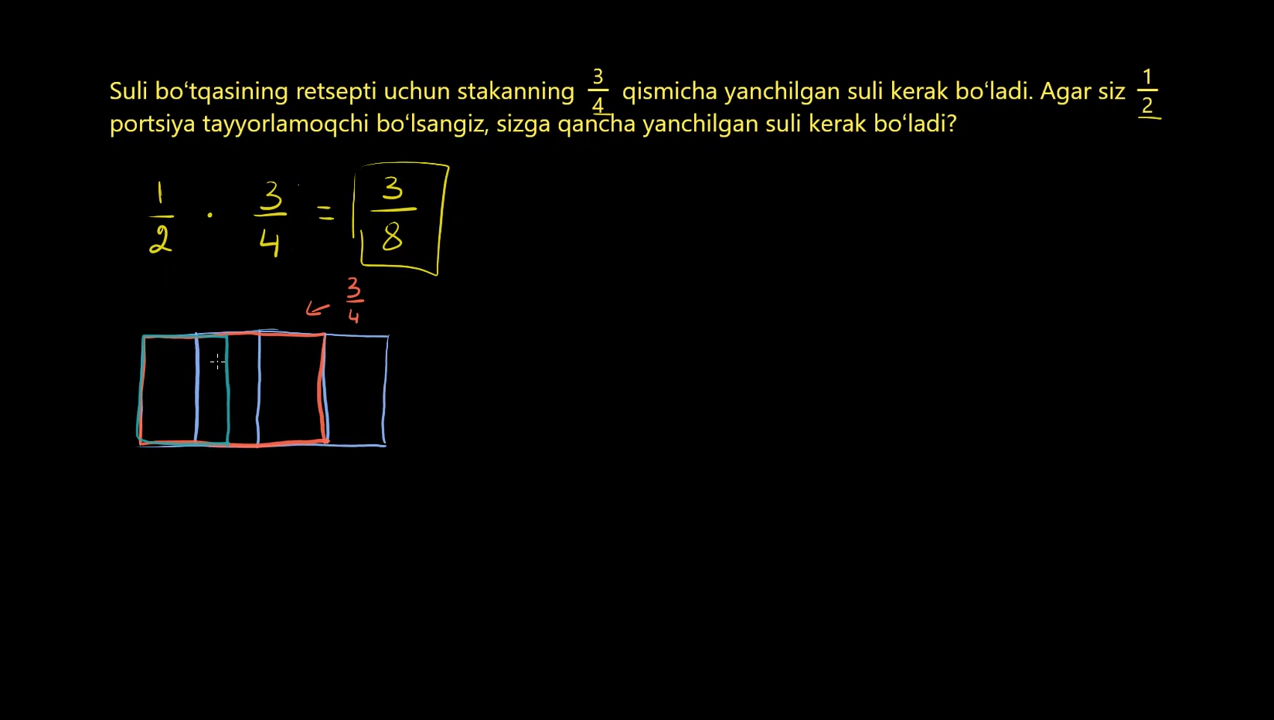 Suli bo‘tqasining retsepti uchun stakanning 3/4 qismicha yanchilgan suli kerak bo‘ladi. Agar siz 1/2
portsiya tayyorlamoqchi bo‘lsangiz, sizga qancha yanchilgan suli kerak bo‘ladi?
1/2 · 3/4 = 3/8
3/4